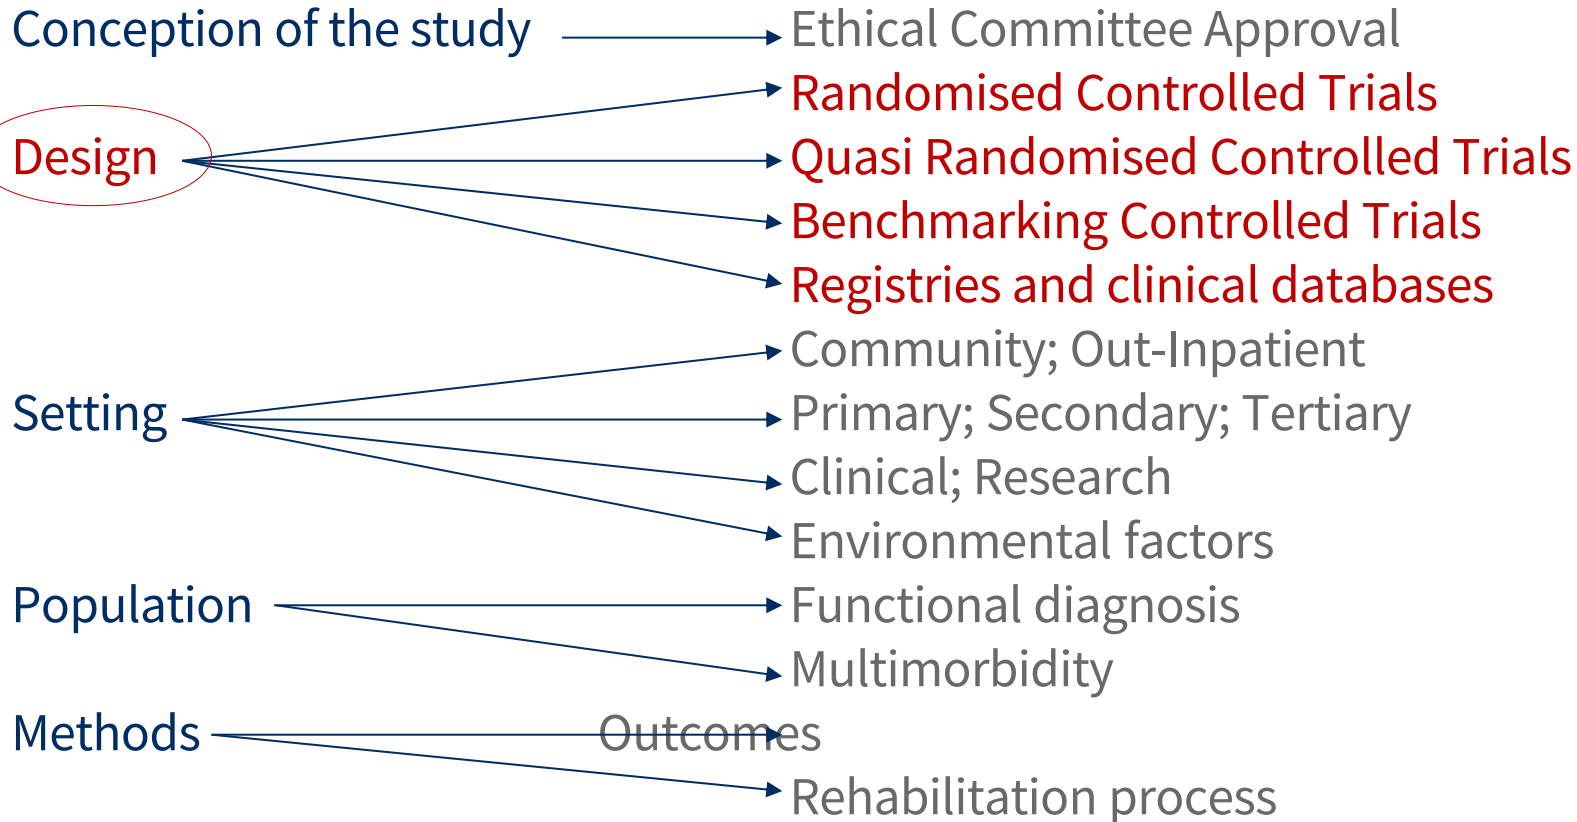 Conception of the study Ethical Committee Approval
Randomised Controlled Trials
Design Quasi Randomised Controlled Trials
Benchmarking Controlled Trials
Registries and clinical databases
Community; Out-Inpatient
Setting Primary; Secondary; Tertiary
Clinical; Research
Environmental factors
Population Functional diagnosis
Multimorbidity
Methods Outcomes
Rehabilitation process